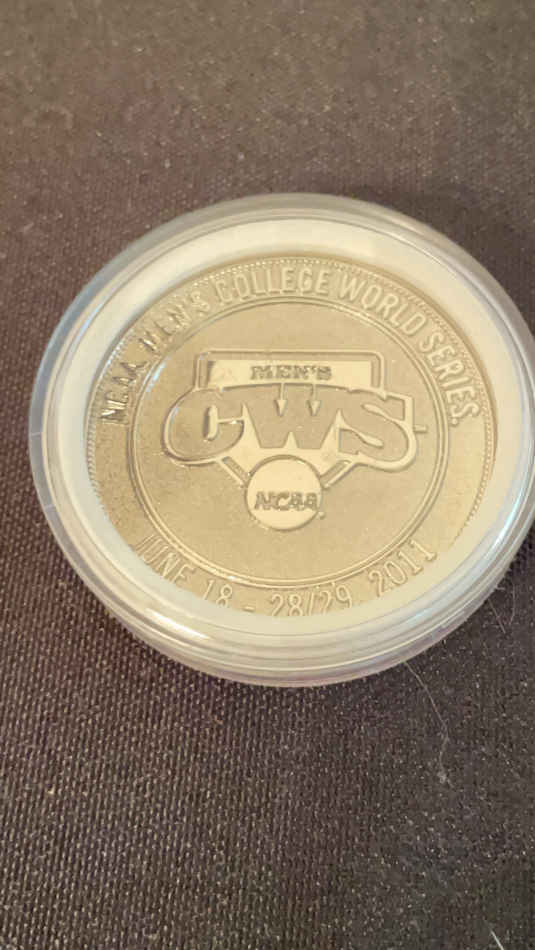 NCAA MEN'S COLLEGE WORLD SERIES.
MEN'S
CWS
NCAA
JUNE 18 - 28/29, 2011